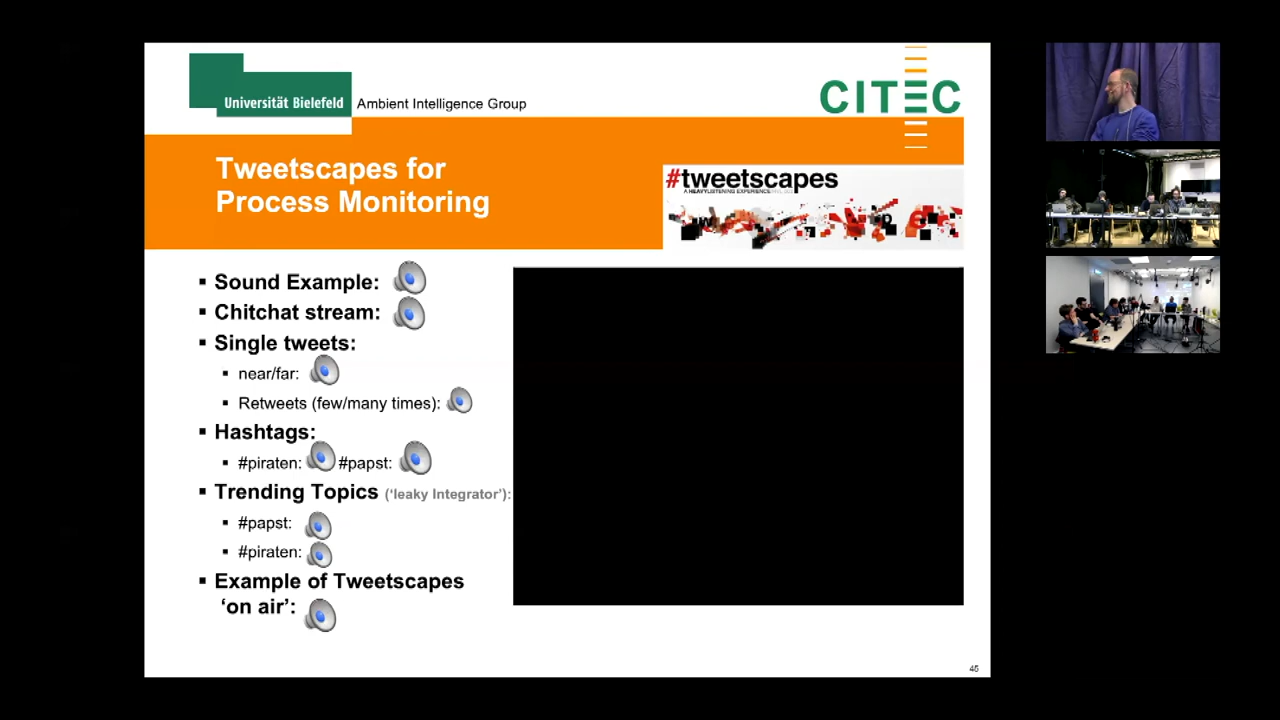 Universität Bielefeld
Ambient Intelligence Group
CITEC
Tweetscapes for
Process Monitoring
#tweetscapes
A HEAVYLISTENING EXPERIENCE
▪ Sound Example:
▪ Chitchat stream:
▪ Single tweets:
▪ near/far:
▪ Retweets (few/many times):
▪ Hashtags:
▪ #piraten: #papst:
▪ Trending Topics (‘leaky Integrator’):
▪ #papst:
▪ #piraten:
▪ Example of Tweetscapes
‘on air’:
45